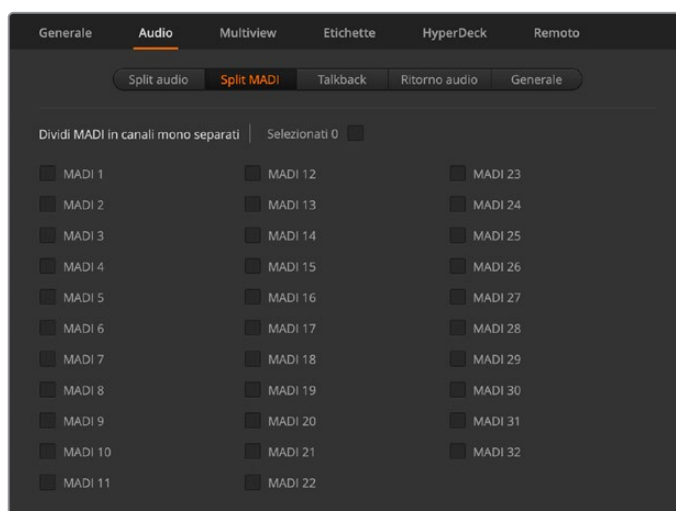 Generale Audio Multiview Etichette HyperDeck Remoto
Split audio Split MADI Talkback Ritorno audio Generale
Dividi MADI in canali mono separati Selezionati 0
MADI 1 MADI 12 MADI 23
MADI 2 MADI 13 MADI 24
MADI 3 MADI 14 MADI 25
MADI 4 MADI 15 MADI 26
MADI 5 MADI 16 MADI 27
MADI 6 MADI 17 MADI 28
MADI 7 MADI 18 MADI 29
MADI 8 MADI 19 MADI 30
MADI 9 MADI 20 MADI 31
MADI 10 MADI 21 MADI 32
MADI 11 MADI 22